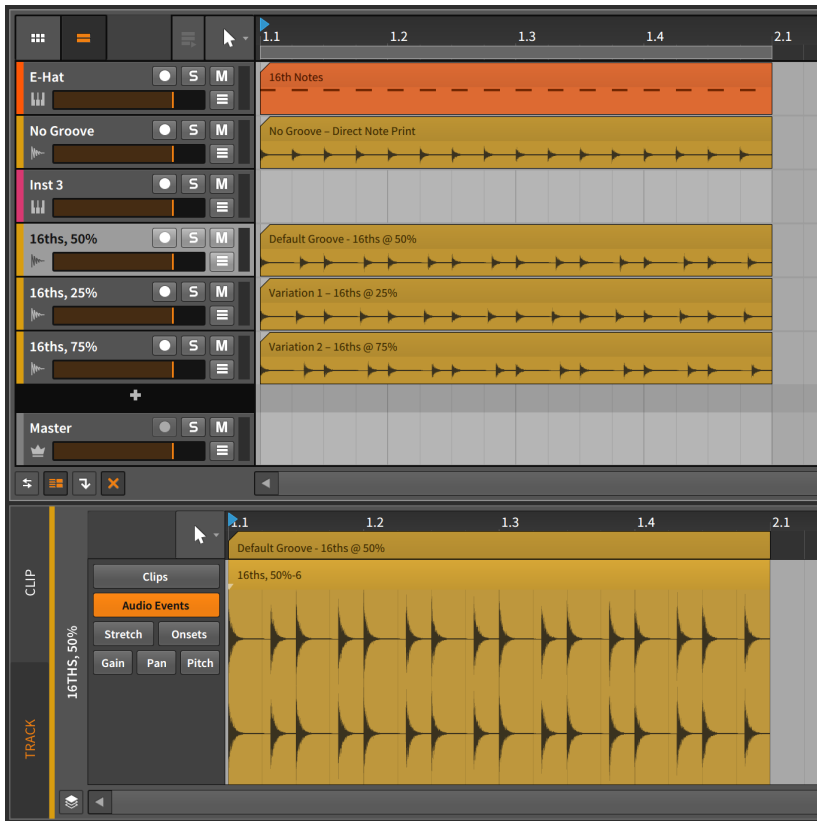 1.1 1.2 1.3 1.4 2.1
E-Hat S M
16th Notes
No Groove S M
No Groove – Direct Note Print
Inst 3 S M
16ths, 50% S M
Default Groove - 16ths @ 50%
16ths, 25% S M
Variation 1 – 16ths @ 25%
16ths, 75% S M
Variation 2 – 16ths @ 75%
Master S M
1.1 1.2 1.3 1.4 2.1
Default Groove - 16ths @ 50%
16ths, 50%-6
CLIP
TRACK
16THS, 50%
Clips
Audio Events
Stretch Onsets
Gain Pan Pitch